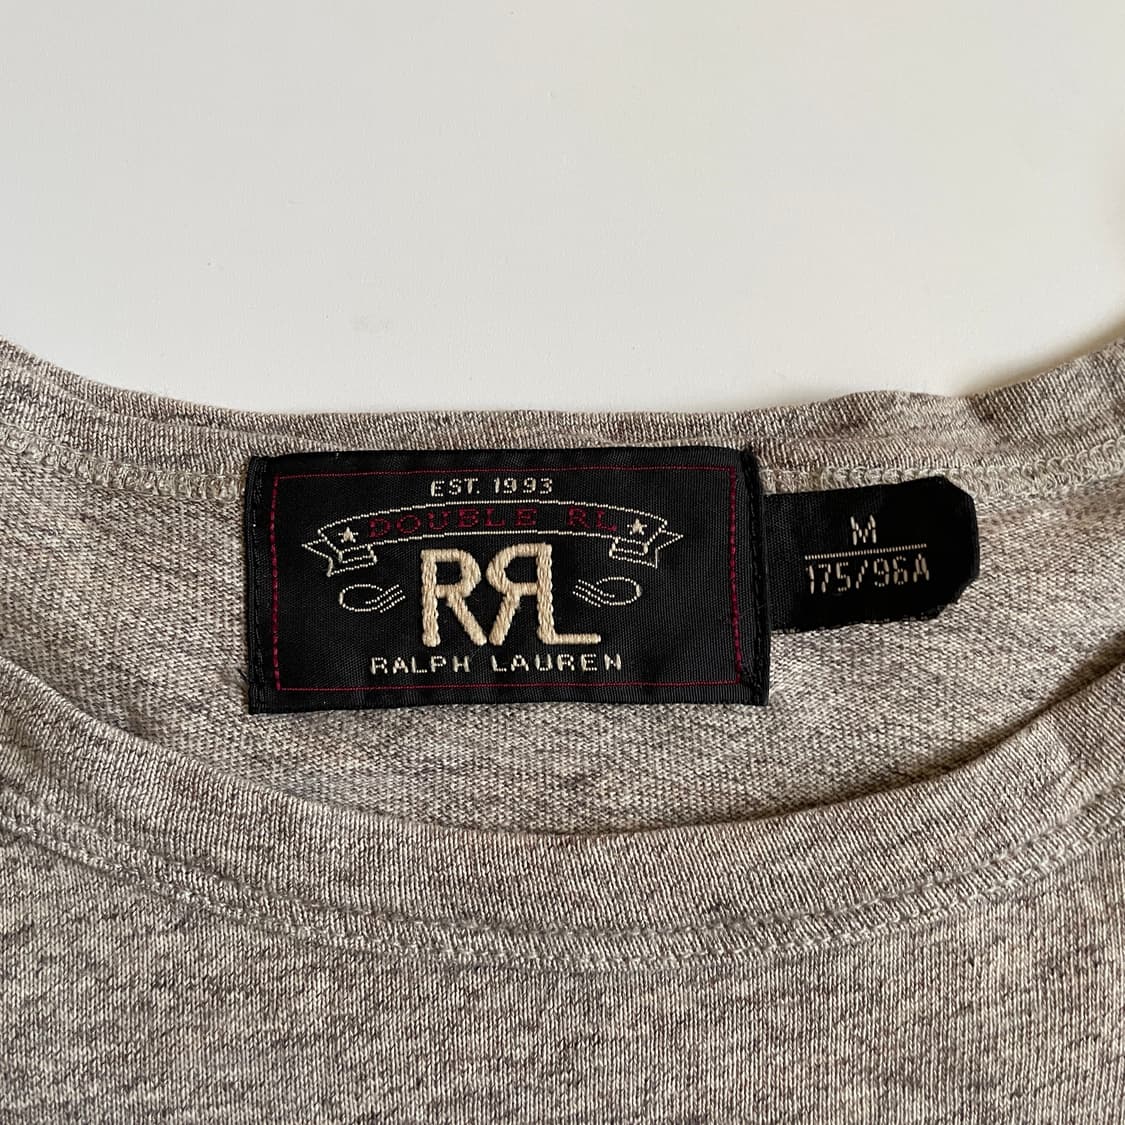 EST. 1993
DOUBLE RL
RRL
RALPH LAUREN
M
175/96A